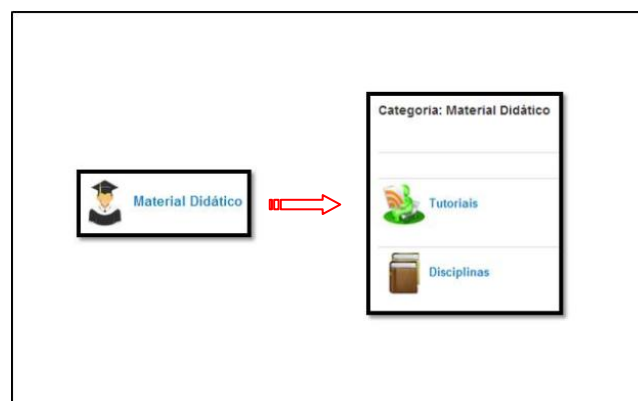 Material Didático
Categoria: Material Didático
Tutoriais
Disciplinas